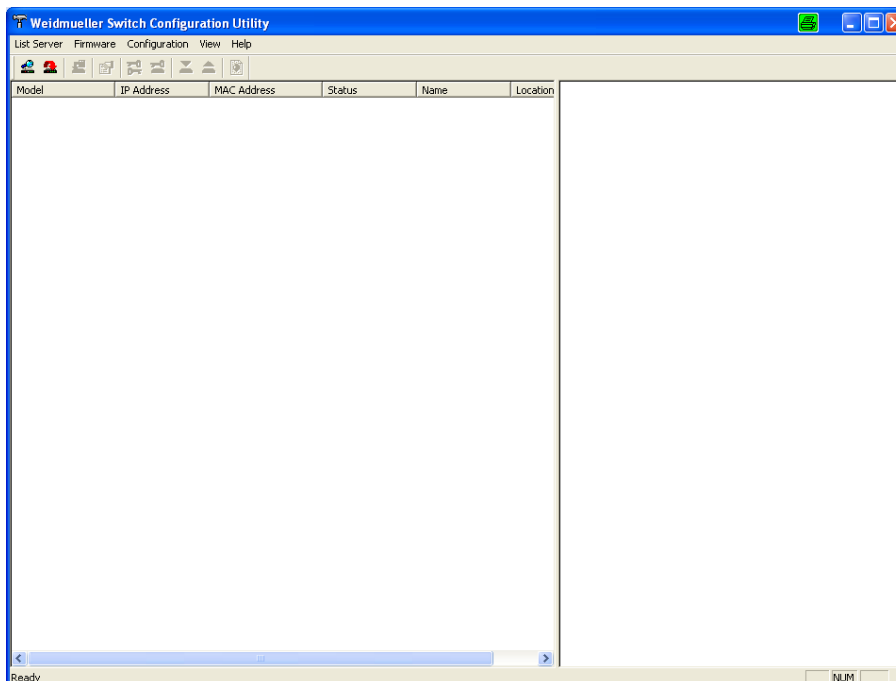 Weidmueller Switch Configuration Utility
List Server Firmware Configuration View Help
Model IP Address MAC Address Status Name Location
Ready NUM